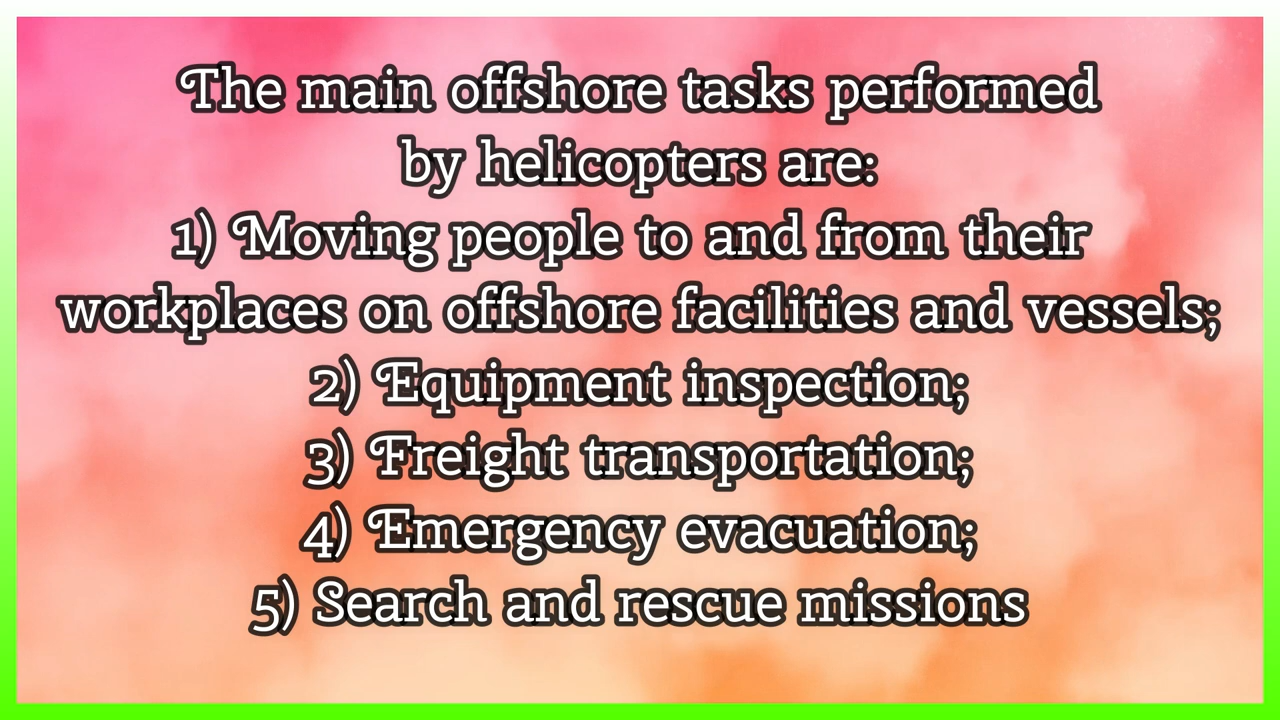 The main offshore tasks performed
by helicopters are:
1) Moving people to and from their
workplaces on offshore facilities and vessels;
2) Equipment inspection;
3) Freight transportation;
4) Emergency evacuation;
5) Search and rescue missions